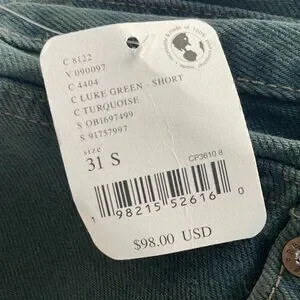 C 8122
V 090097
C 4404
C LUKE GREEN - SHORT
C TURQUOISE
S OB1697499
S 91757997
SIZE
31 S
CP3610 8
1 98215 52616 0
$98.00 USD